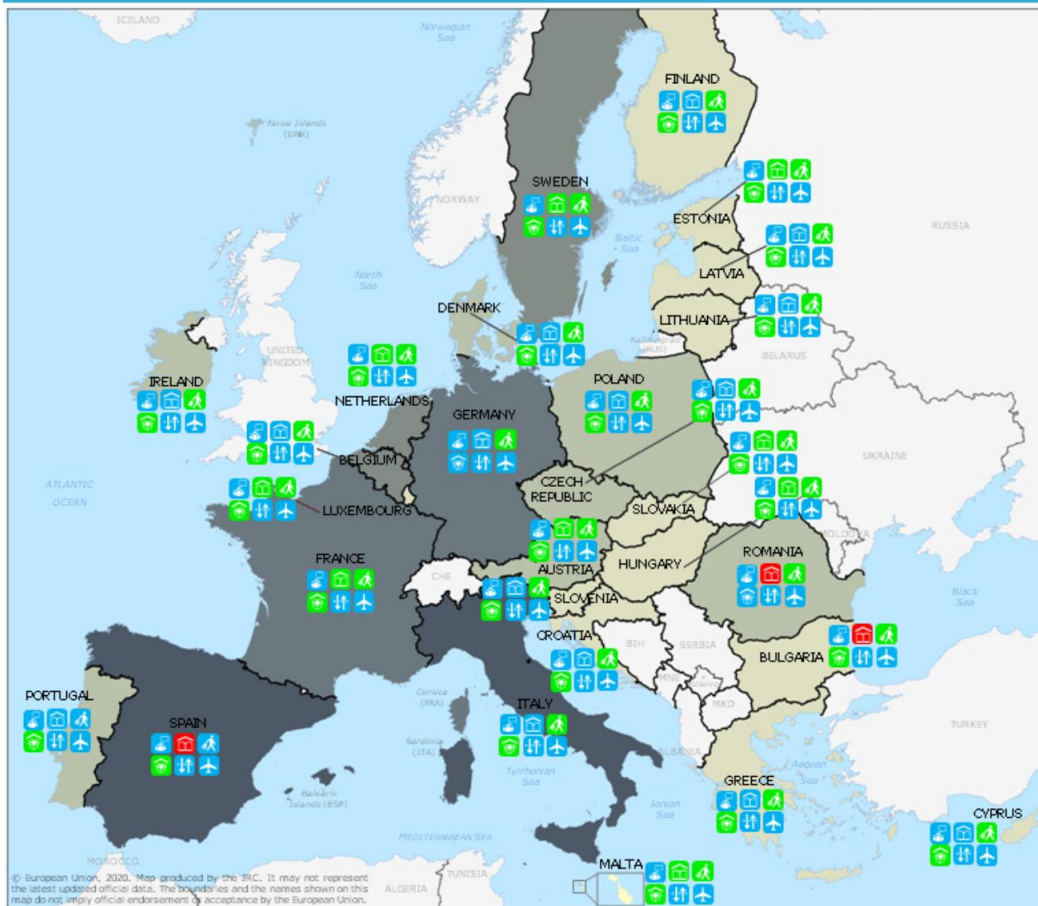 ICELAND
Norwegian
Sea
FINLAND
Faroe Islands
(DNK)
SWEDEN
NORWAY
ESTONIA
RUSSIA
Baltic
Sea
North
Sea
LATVIA
DENMARK
LITHUANIA
Kaliningrad
(RUS)
UNITED
KINGDOM
BELARUS
IRELAND
NETHERLANDS
POLAND
GERMANY
BELGIUM
UKRAINE
ATLANTIC
OCEAN
CZECH
REPUBLIC
LUXEMBOURG
SLOVAKIA
MOLDOVA
FRANCE
AUSTRIA
HUNGARY
ROMANIA
CHE
SLOVENIA
Black
Sea
CROATIA
BIH
SERBIA
BULGARIA
MNE
PORTUGAL
Corsica
(FRA)
MKD
SPAIN
ITALY
TURKEY
Sardinia
(ITA)
ALBANIA
Tyrrhenian
Sea
Aegean
Sea
Balearic
Islands (ESP)
GREECE
Ionian
Sea
CYPRUS
MEDITERRANEAN SEA
MALTA
MOROCCO
TUNISIA
ALGERIA
© European Union, 2020. Map produced by the JRC. It may not represent
the latest updated official data. The boundaries and the names shown on this
map do not imply official endorsement or acceptance by the European Union.